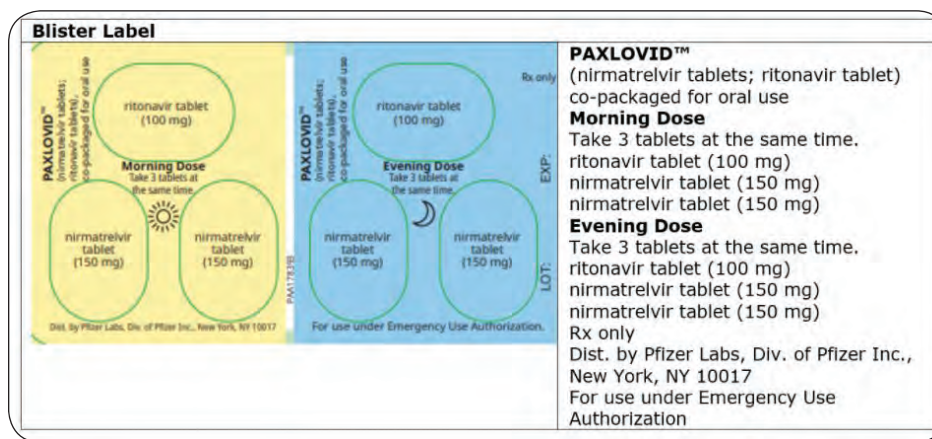 Blister Label
PAXLOVID™
(nirmatrelvir tablets;
ritonavir tablets),
co-packaged for oral use
ritonavir tablet
(100 mg)
Morning Dose
Take 3 tablets at
the same time.
nirmatrelvir
tablet
(150 mg)
nirmatrelvir
tablet
(150 mg)
Dist. by Pfizer Labs, Div. of Pfizer Inc., New York, NY 10017
PAXLOVID™
(nirmatrelvir tablets;
ritonavir tablets),
co-packaged for oral use
ritonavir tablet
(100 mg)
Rx only
Evening Dose
Take 3 tablets at
the same time.
nirmatrelvir
tablet
(150 mg)
nirmatrelvir
tablet
(150 mg)
EXP:
LOT:
For use under Emergency Use Authorization.
PAXLOVID™
(nirmatrelvir tablets; ritonavir tablet)
co-packaged for oral use
Morning Dose
Take 3 tablets at the same time.
ritonavir tablet (100 mg)
nirmatrelvir tablet (150 mg)
nirmatrelvir tablet (150 mg)
Evening Dose
Take 3 tablets at the same time.
ritonavir tablet (100 mg)
nirmatrelvir tablet (150 mg)
nirmatrelvir tablet (150 mg)
Rx only
Dist. by Pfizer Labs, Div. of Pfizer Inc.,
New York, NY 10017
For use under Emergency Use
Authorization